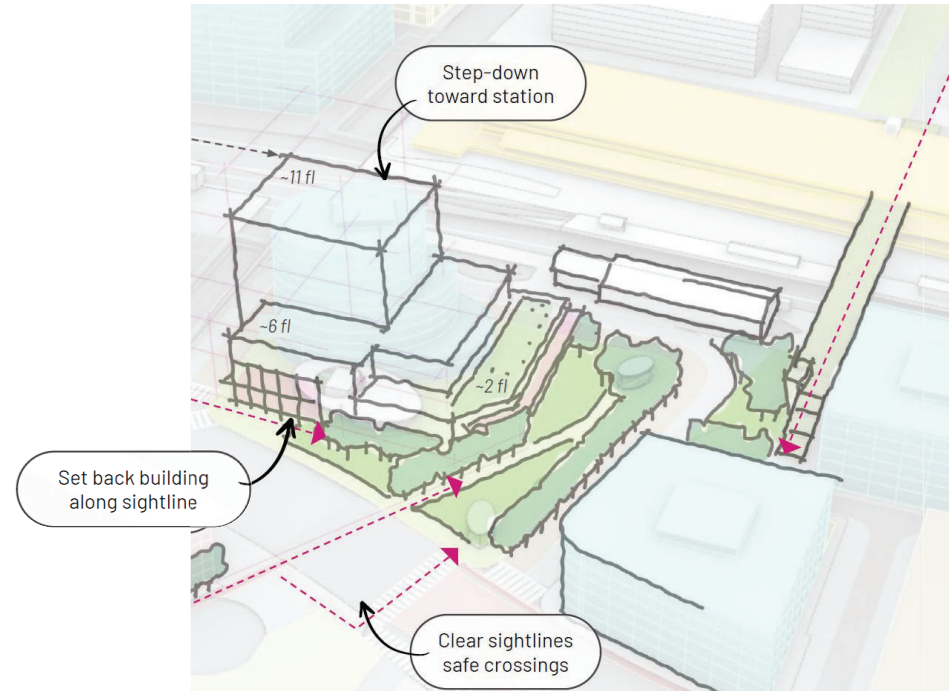 Step-down
toward station
~11 fl
~6 fl
~2 fl
Set back building
along sightline
Clear sightlines
safe crossings